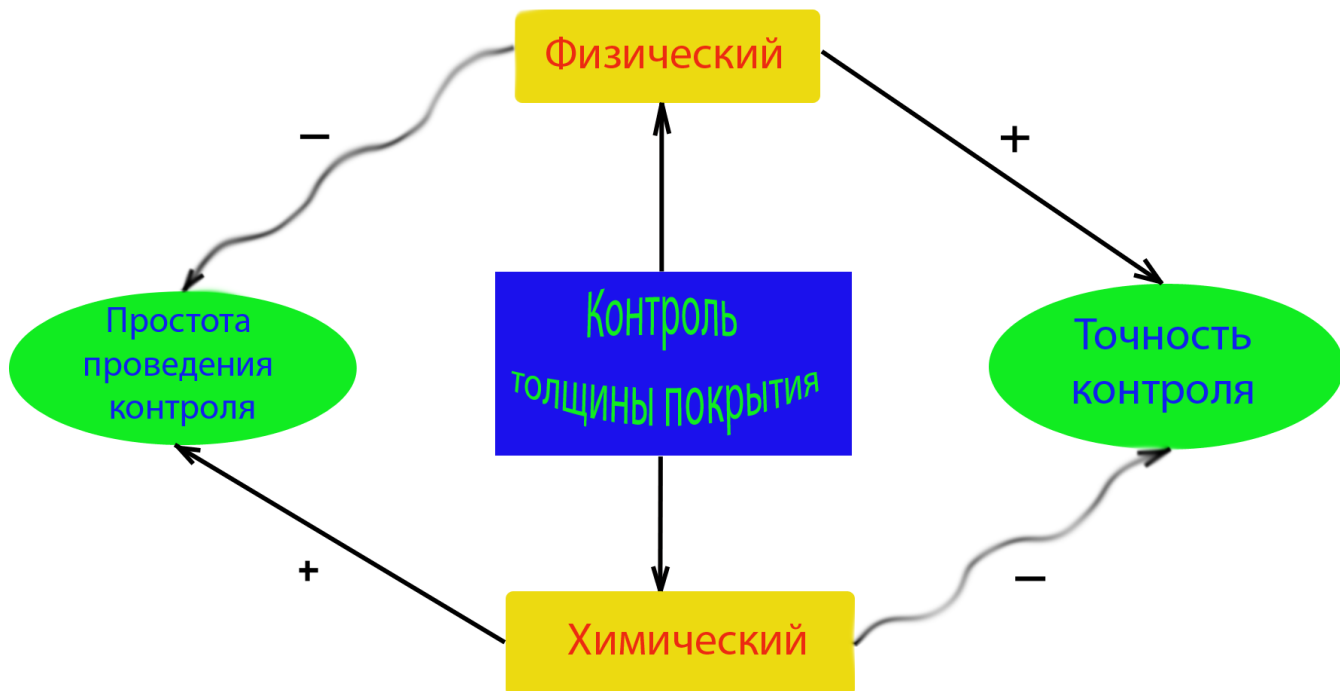 Физический
–
+
Простота
проведения
контроля
Контроль
толщины покрытия
Точность
контроля
+
–
Химический